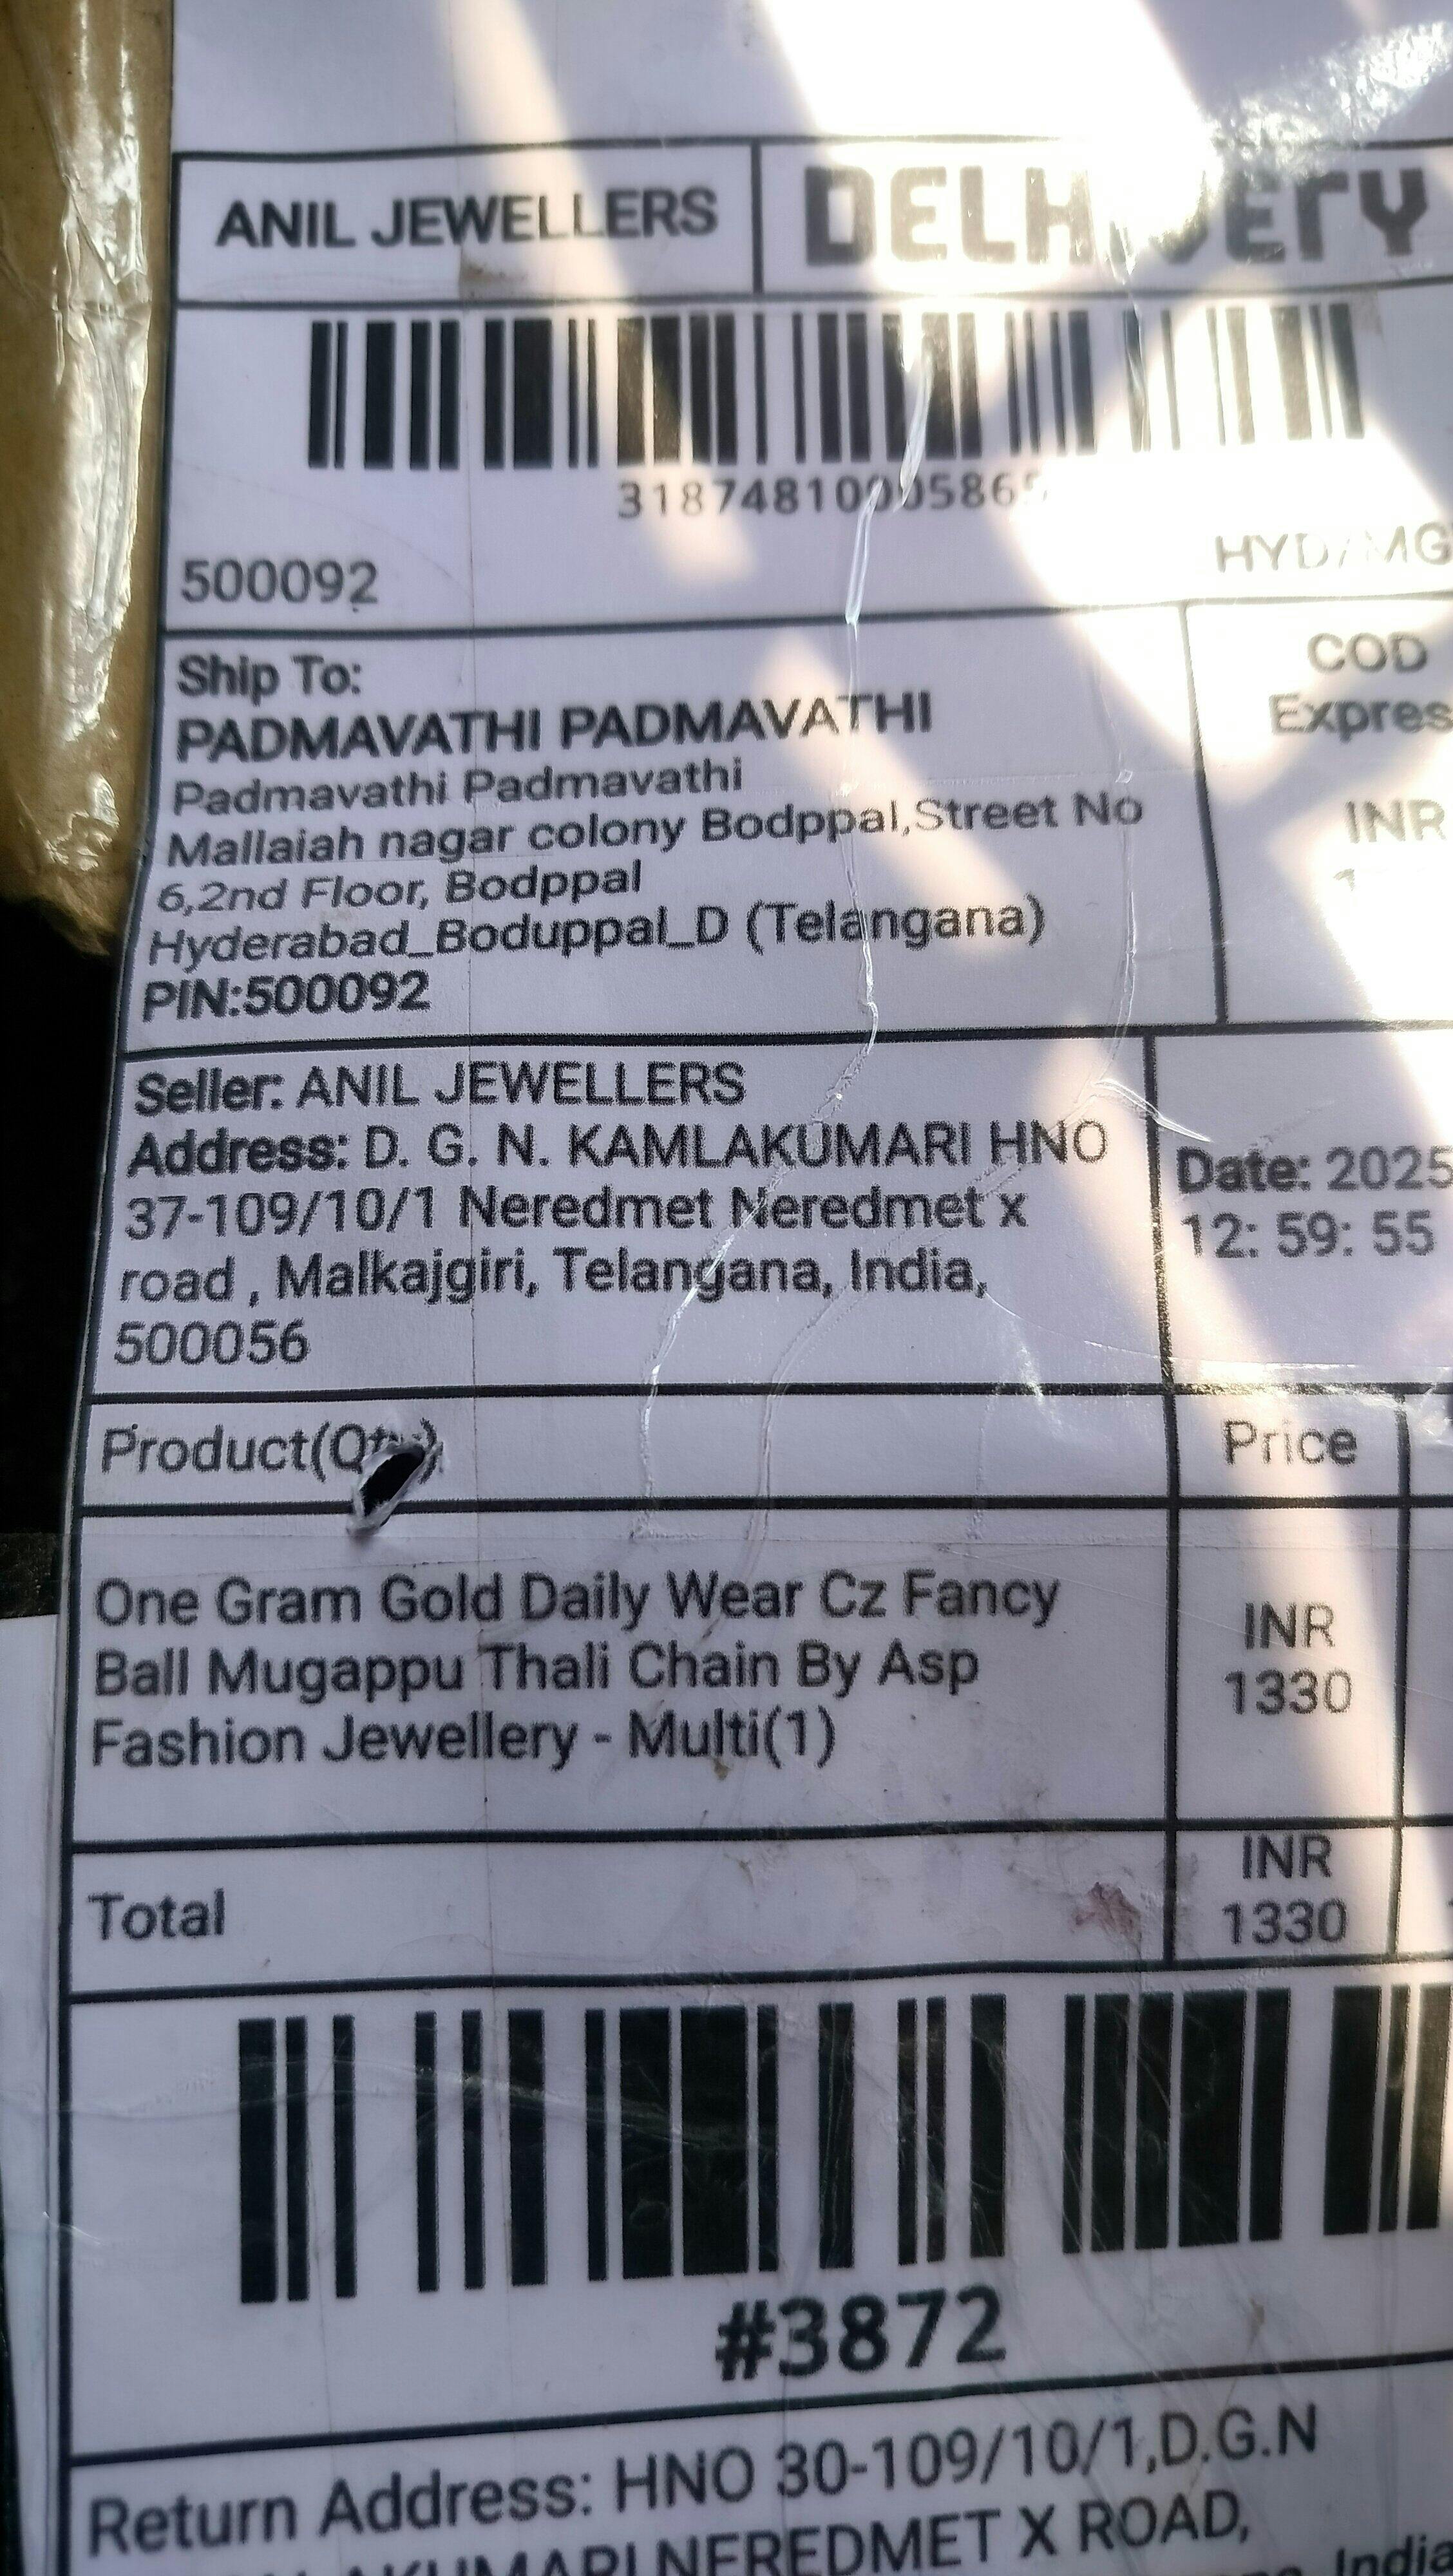 ANIL JEWELLERS
DELHIVERY
500092
Ship To:
PADMAVATHI PADMAVATHI
COD
Padmavathi Padmavathi
Mallaiah nagar colony Bodppal,Street No
INR
6,2nd Floor, Bodppal
Hyderabad_Boduppal_D (Telangana)
PIN:500092
Seller: ANIL JEWELLERS
Address: D. G. N. KAMLAKUMARI HNO
37-109/10/1 Neredmet Neredmet x
road , Malkajgiri, Telangana, India,
500056
Date: 2025
12: 59: 55
Price
One Gram Gold Daily Wear Cz Fancy
Ball Mugappu Thali Chain By Asp
Fashion Jewellery - Multi(1)
INR
1330
Total
INR
1330
#3872
Return Address: HNO 30-109/10/1,D.G.N
NEREDMET X ROAD,